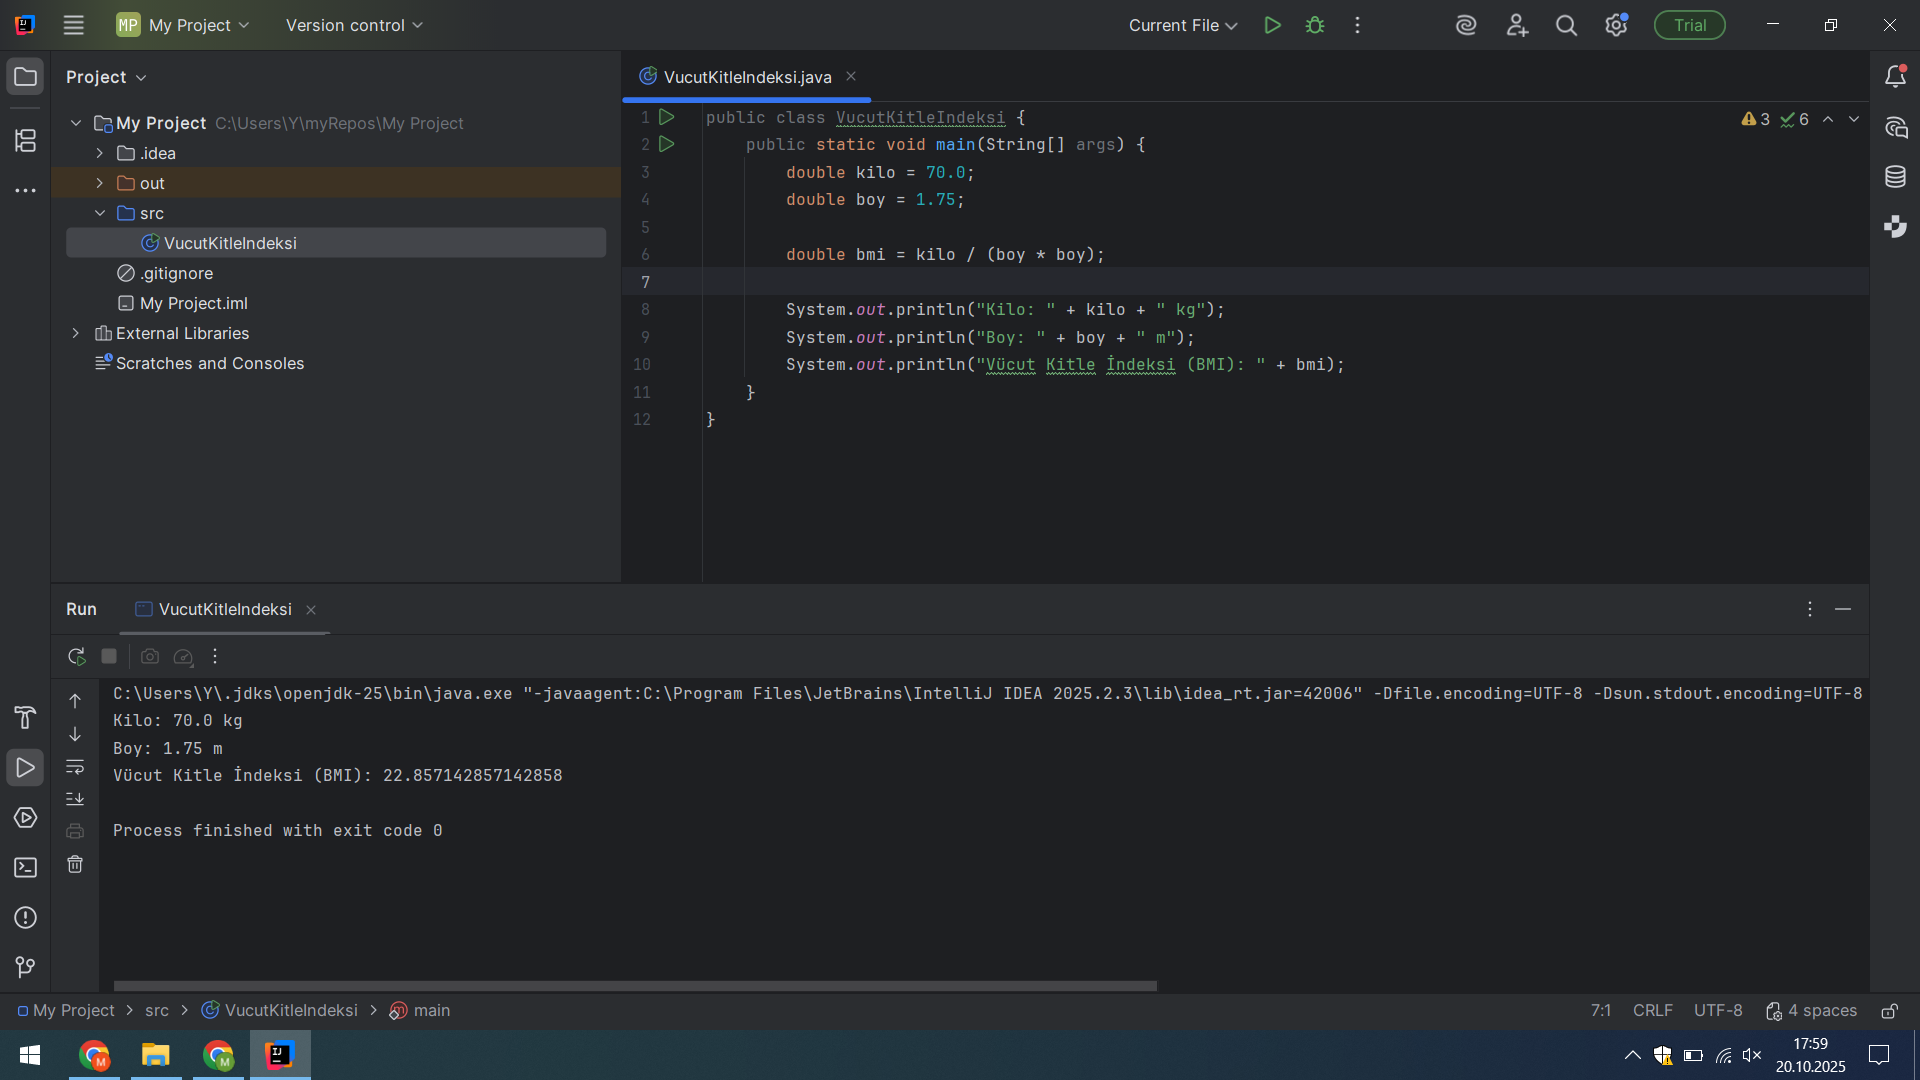 MP My Project Version control Current File Trial
Project
My Project C:\Users\Y\myRepos\My Project
.idea
out
src
VucutKitleIndeksi
.gitignore
My Project.iml
External Libraries
Scratches and Consoles
VucutKitleIndeksi.java
3 6
1 public class VucutKitleIndeksi {
2 public static void main(String[] args) {
3 double kilo = 70.0;
4 double boy = 1.75;
5
6 double bmi = kilo / (boy * boy);
7
8 System.out.println("Kilo: " + kilo + " kg");
9 System.out.println("Boy: " + boy + " m");
10 System.out.println("Vücut Kitle İndeksi (BMI): " + bmi);
11 }
12 }
Run VucutKitleIndeksi
C:\Users\Y\.jdks\openjdk-25\bin\java.exe "-javaagent:C:\Program Files\JetBrains\IntelliJ IDEA 2025.2.3\lib\idea_rt.jar=42006" -Dfile.encoding=UTF-8 -Dsun.stdout.encoding=UTF-8
Kilo: 70.0 kg
Boy: 1.75 m
Vücut Kitle İndeksi (BMI): 22.857142857142858
Process finished with exit code 0
My Project src VucutKitleIndeksi main 7:1 CRLF UTF-8 4 spaces
17:59
20.10.2025